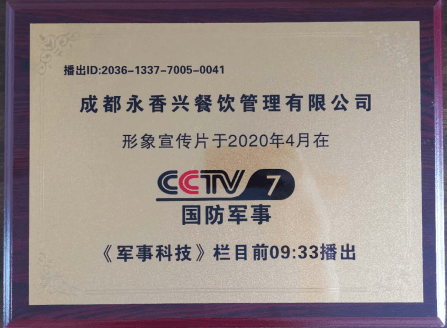 播出ID:2036-1337-7005-0041
成都永香兴餐饮管理有限公司
形象宣传片于2020年4月在
CCTV 7
国防军事
《军事科技》栏目前09:33播出